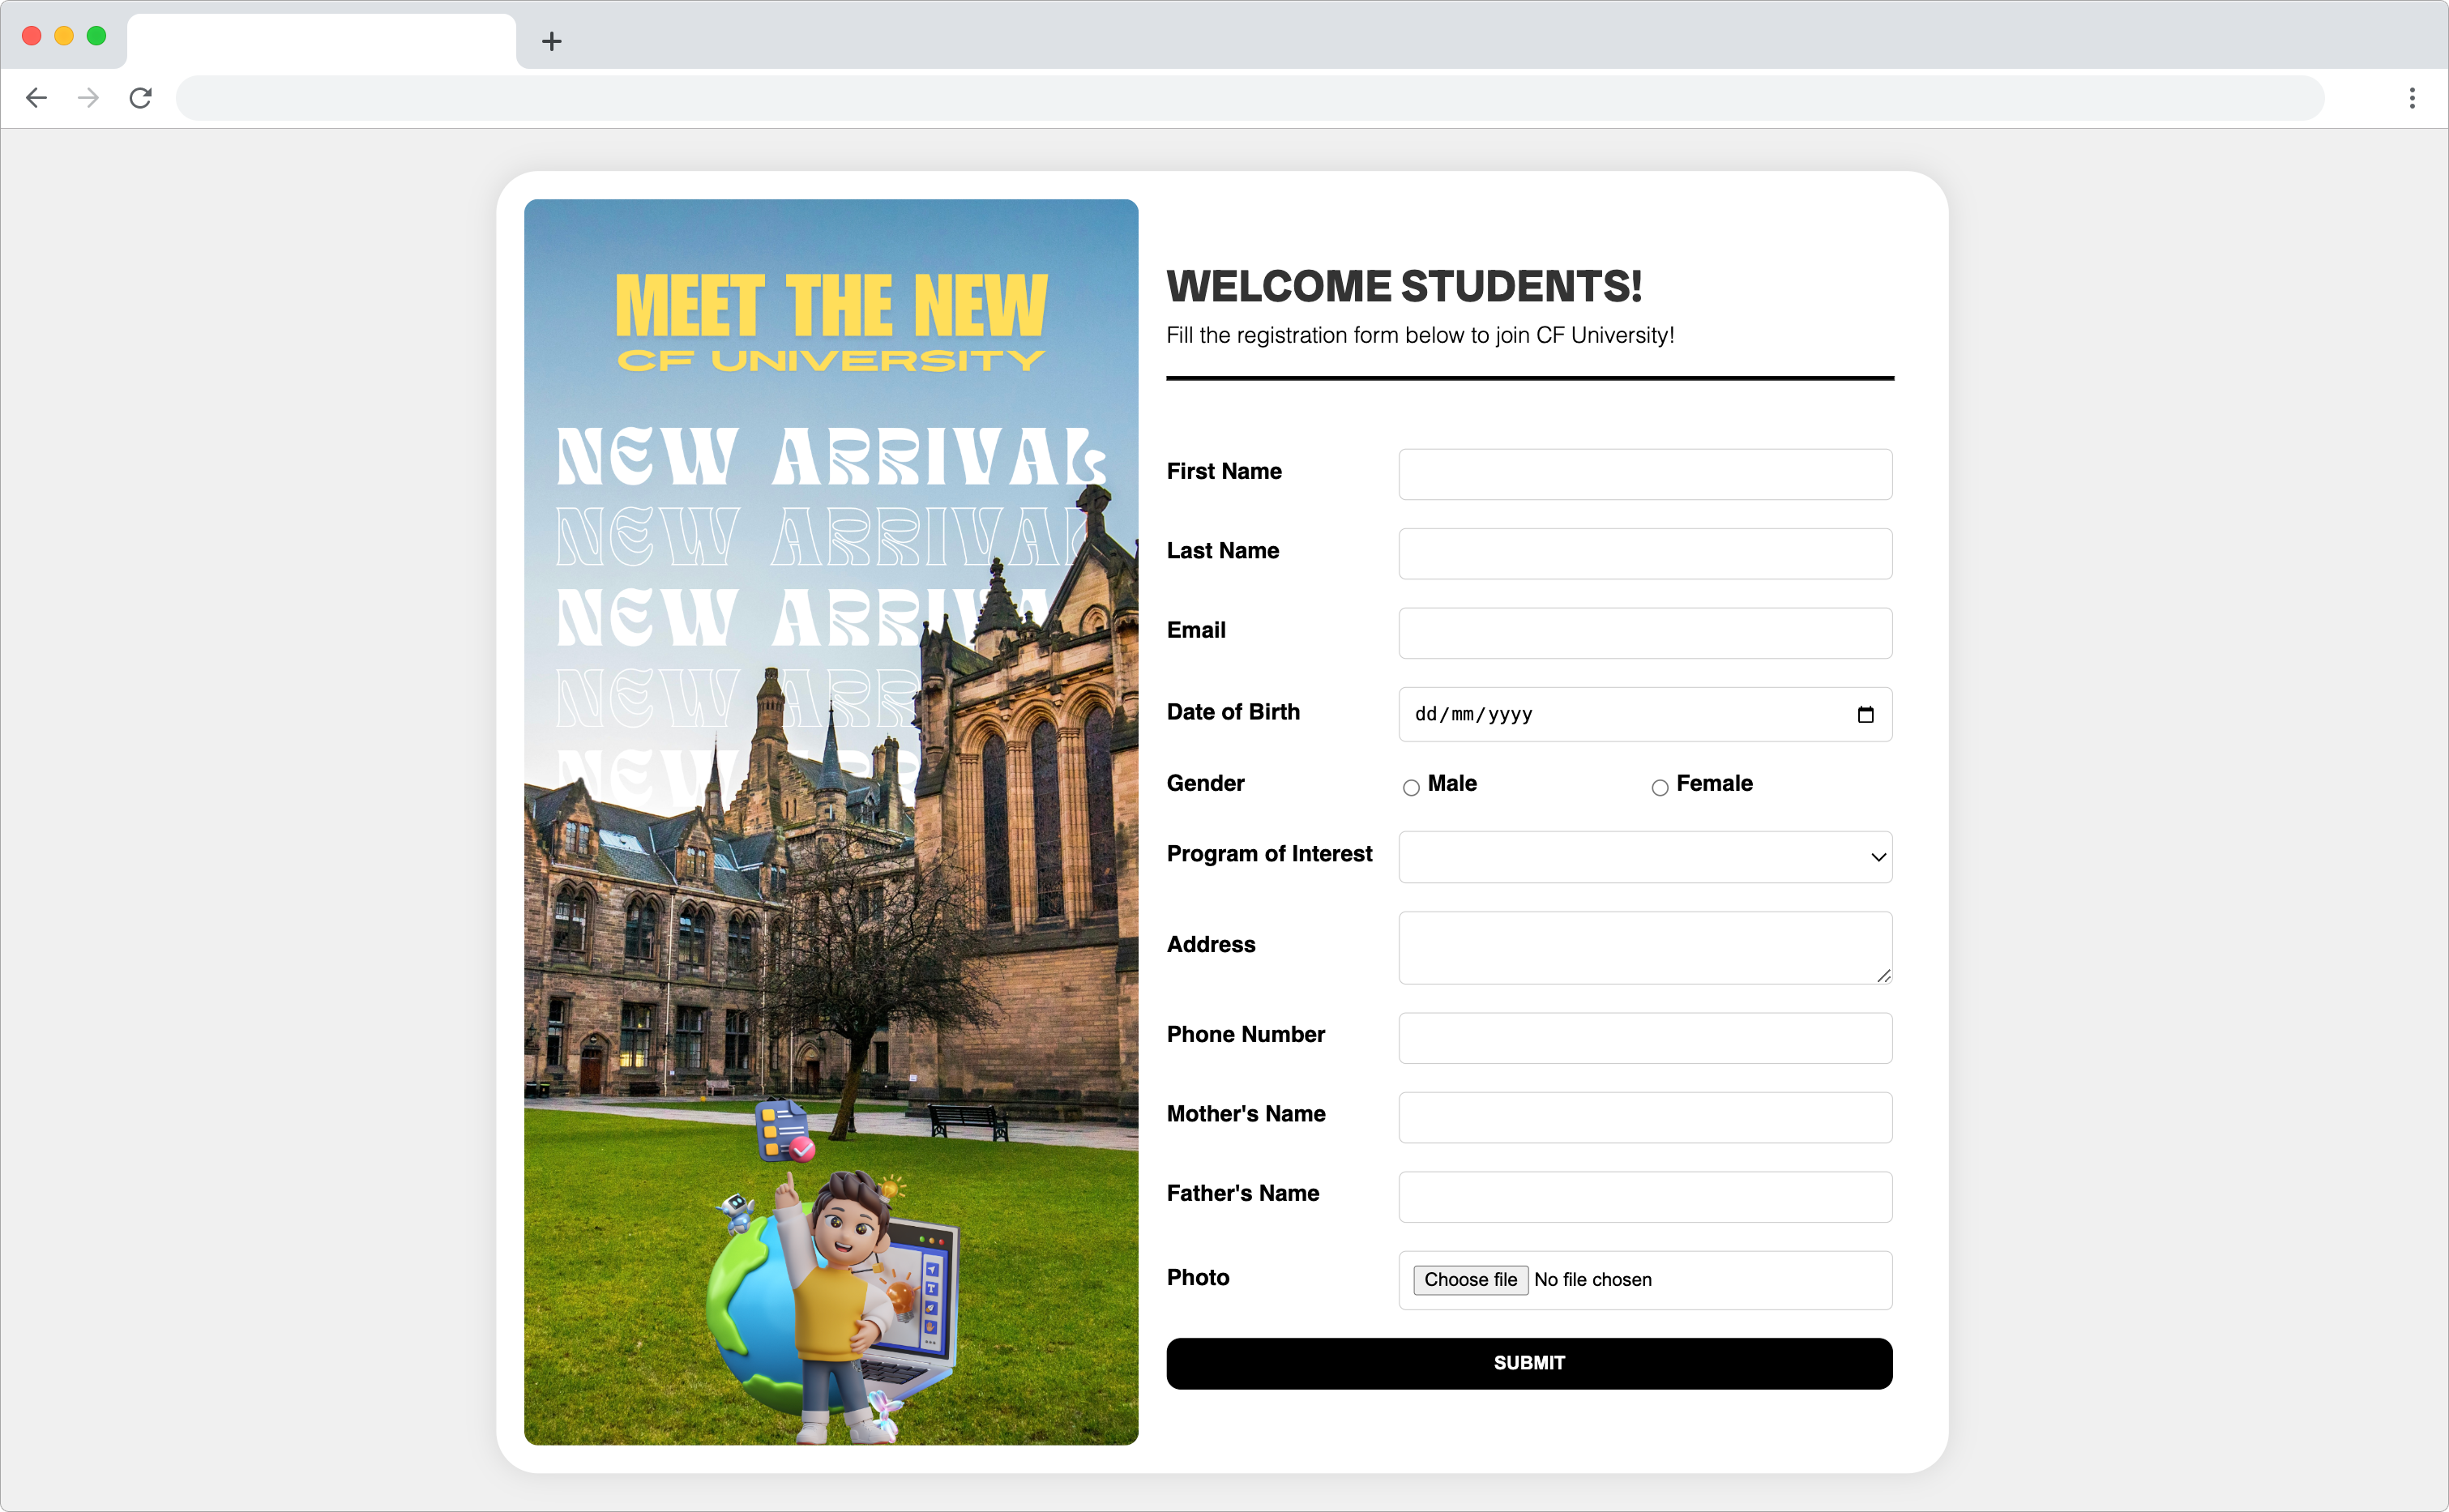 MEET THE NEW
CF UNIVERSITY
NEW ARRIVAL
NEW ARRIVAL
NEW ARRIVA
NEW ARR
NEW ARR
WELCOME STUDENTS!
Fill the registration form below to join CF University!
First Name
Last Name
Email
Date of Birth dd/mm/yyyy
Gender Male Female
Program of Interest
Address
Phone Number
Mother's Name
Father's Name
Photo Choose file No file chosen
SUBMIT